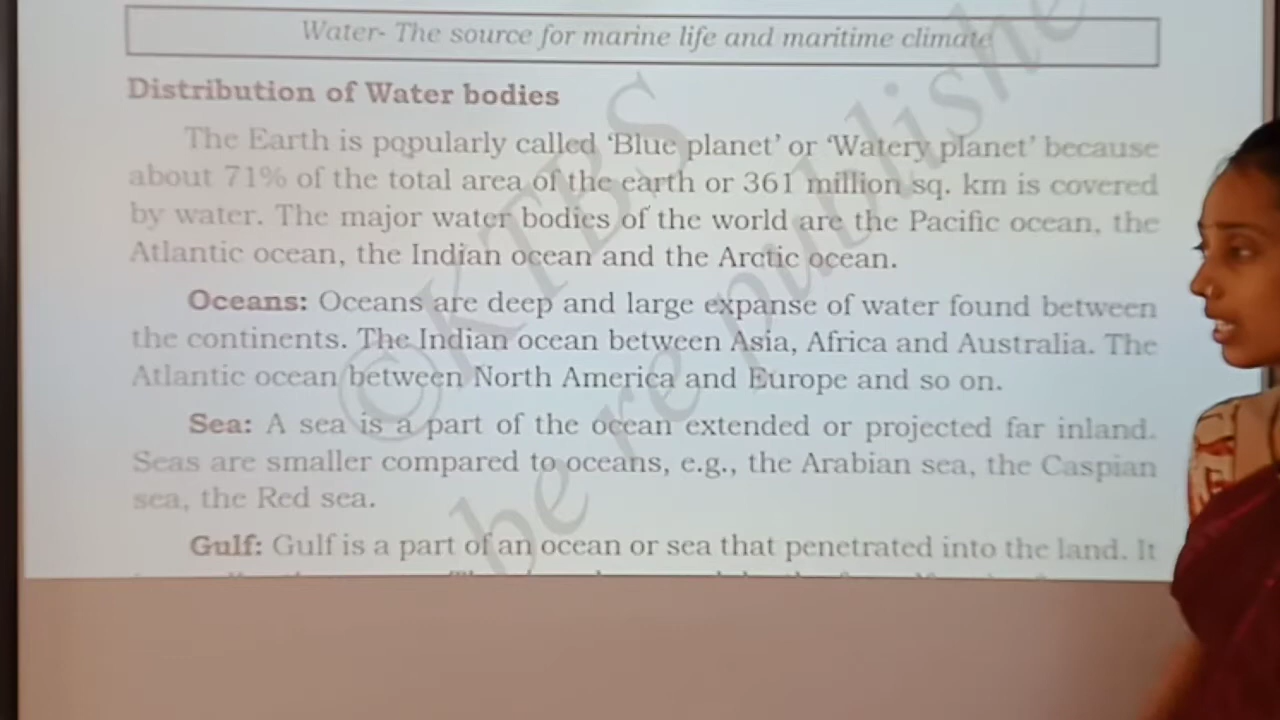 Water- The source for marine life and maritime climate
Distribution of Water bodies
The Earth is popularly called ‘Blue planet’ or ‘Watery planet’ because
about 71% of the total area of the earth or 361 million sq. km is covered
by water. The major water bodies of the world are the Pacific ocean, the
Atlantic ocean, the Indian ocean and the Arctic ocean.
Oceans: Oceans are deep and large expanse of water found between
the continents. The Indian ocean between Asia, Africa and Australia. The
Atlantic ocean between North America and Europe and so on.
Sea: A sea is a part of the ocean extended or projected far inland.
Seas are smaller compared to oceans, e.g., the Arabian sea, the Caspian
sea, the Red sea.
Gulf: Gulf is a part of an ocean or sea that penetrated into the land. It
©KTBS
be republishe